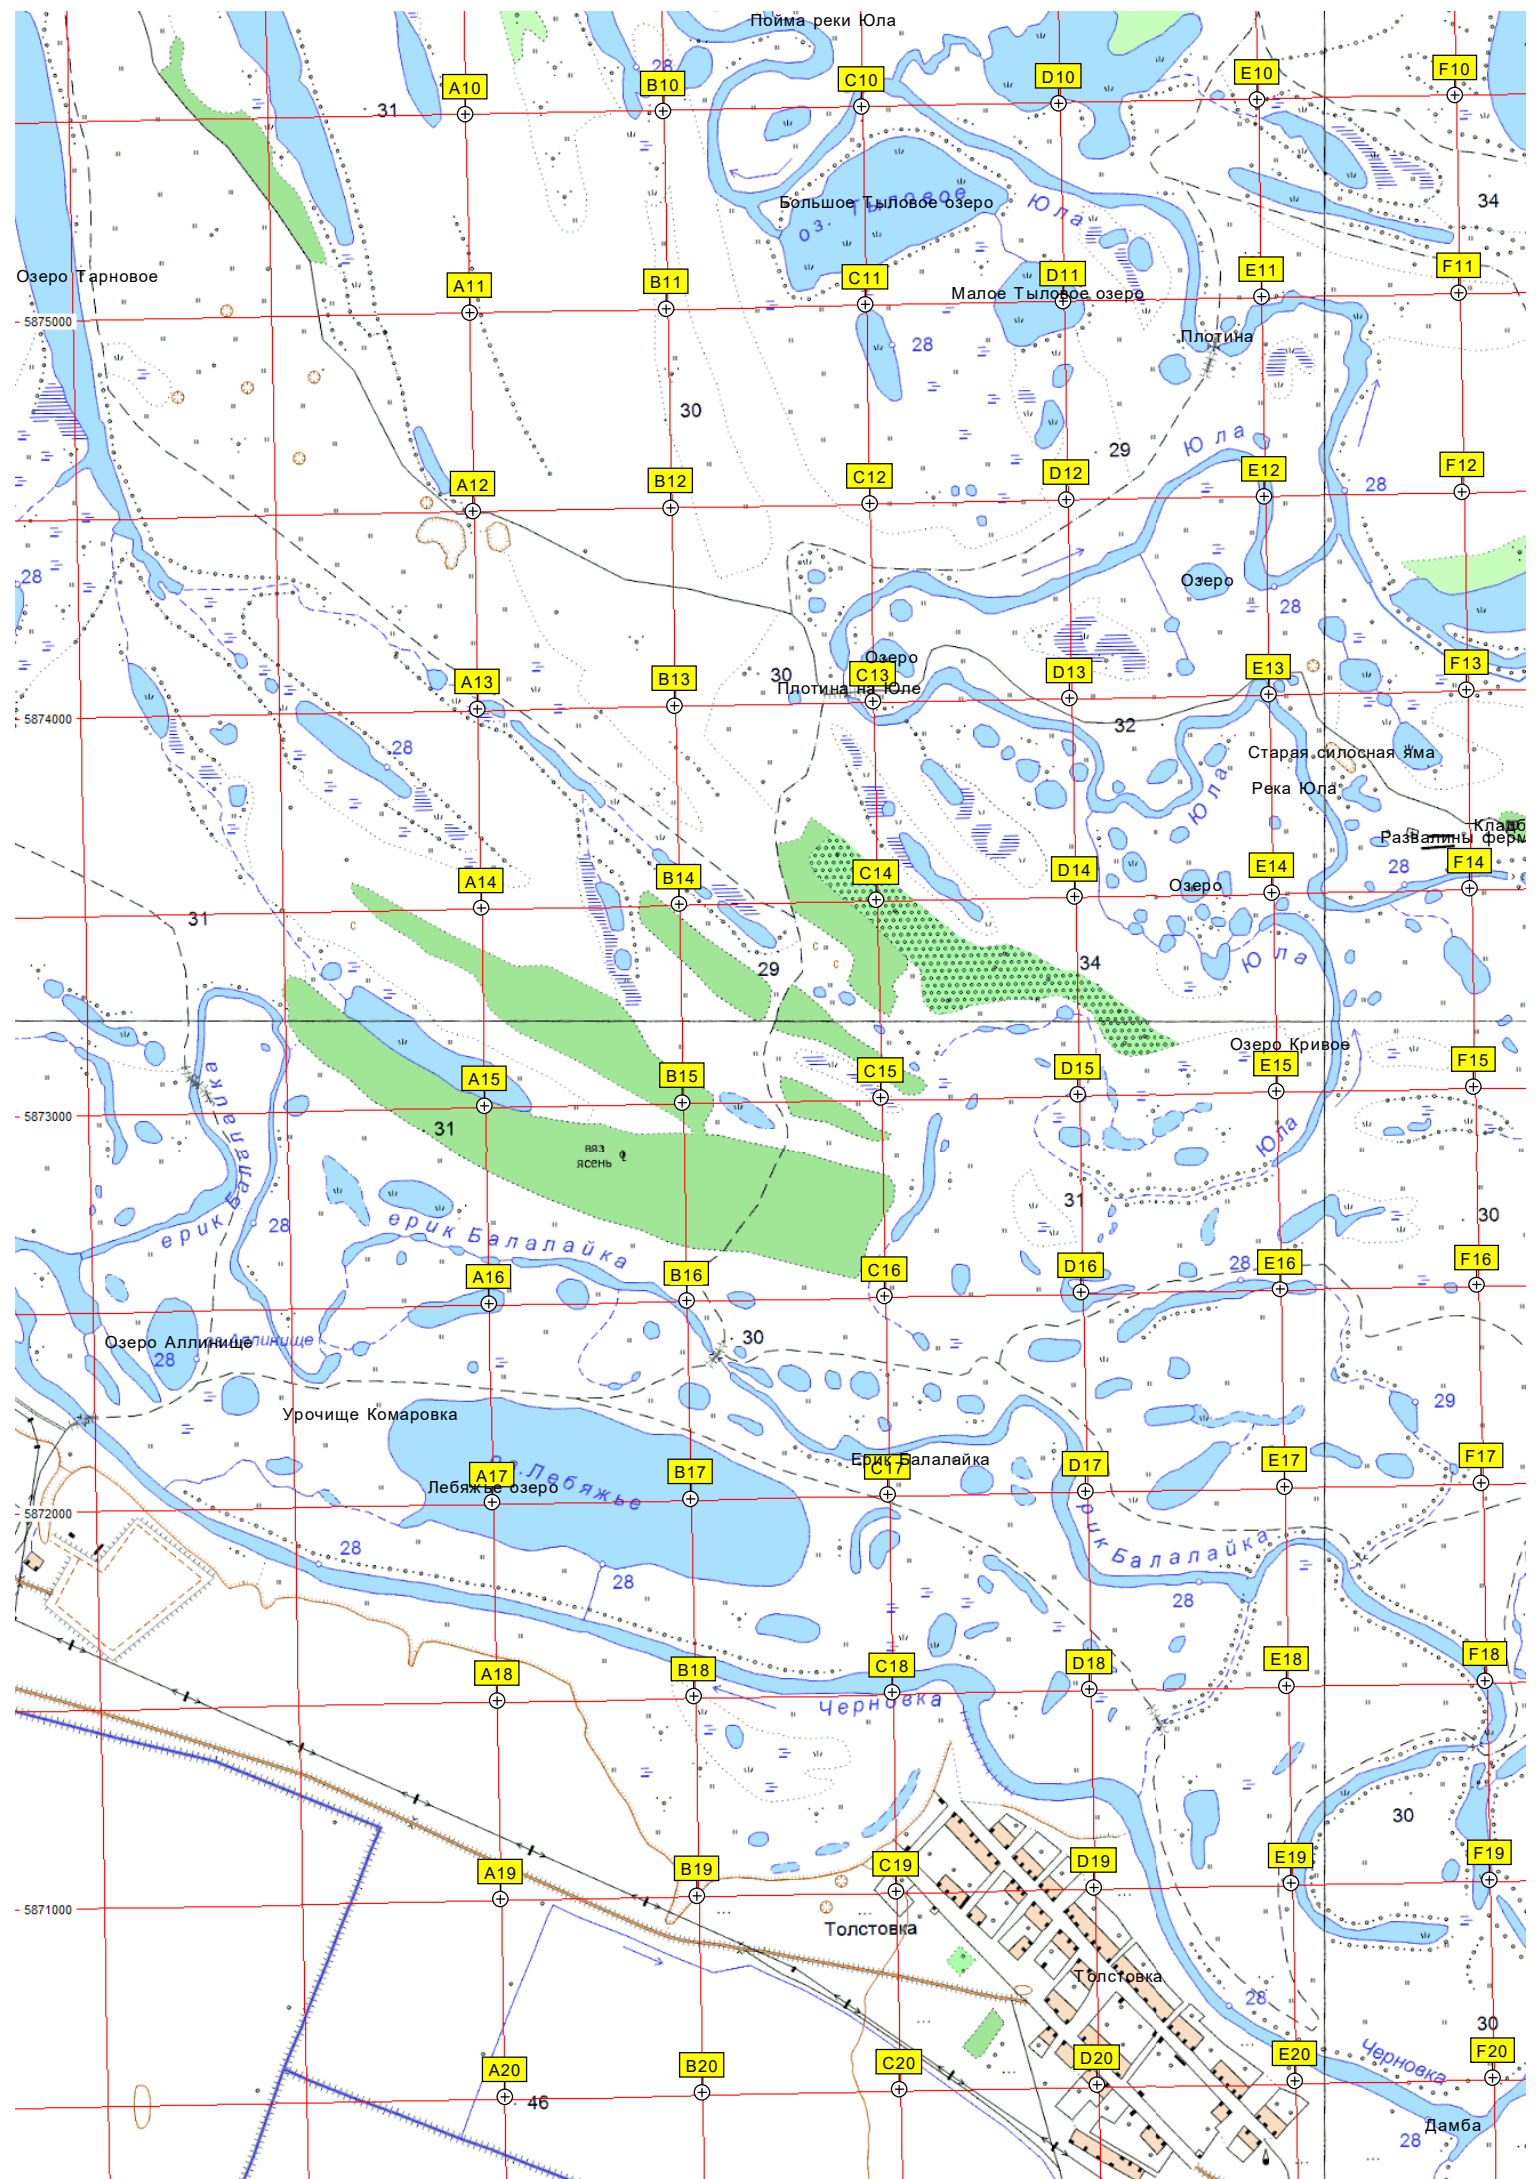 Пойма реки Юла
28
A10
B10
C10
D10
E10
F10
31
34
оз. Тыловое
Большое Тыловое озеро
Юла
Озеро Тарновое
A11
B11
C11
D11
E11
F11
Малое Тыловое озеро
5875000
28
Плотина
30
29
Юла
A12
B12
C12
D12
E12
F12
28
28
Озеро
28
Озеро
30
Плотина на Юле
A13
B13
C13
D13
E13
F13
5874000
32
28
Старая силосная яма
Река Юла
Юла
Кладб
Развалины ферм
28
A14
B14
C14
D14
E14
F14
Озеро
31
с
с
с
29
34
Юла
Озеро Кривое
A15
B15
C15
D15
E15
F15
5873000
31
вяз
ясень
Юла
ерик Балалайка
28
ерик Балалайка
31
30
A16
B16
C16
D16
E16
F16
28
Озеро Аллинище
28
30
29
Урочище Комаровка
Ерик Балалайка
A17
B17
C17
D17
E17
F17
Лебяжье озеро
оз.Лебяжье
5872000
28
28
ерик Балалайка
28
A18
B18
C18
D18
E18
F18
Черновка
30
A19
B19
C19
D19
E19
F19
5871000
Толстовка
Толстовка
28
30
A20
B20
C20
D20
E20
F20
Черновка
46
Дамба
28